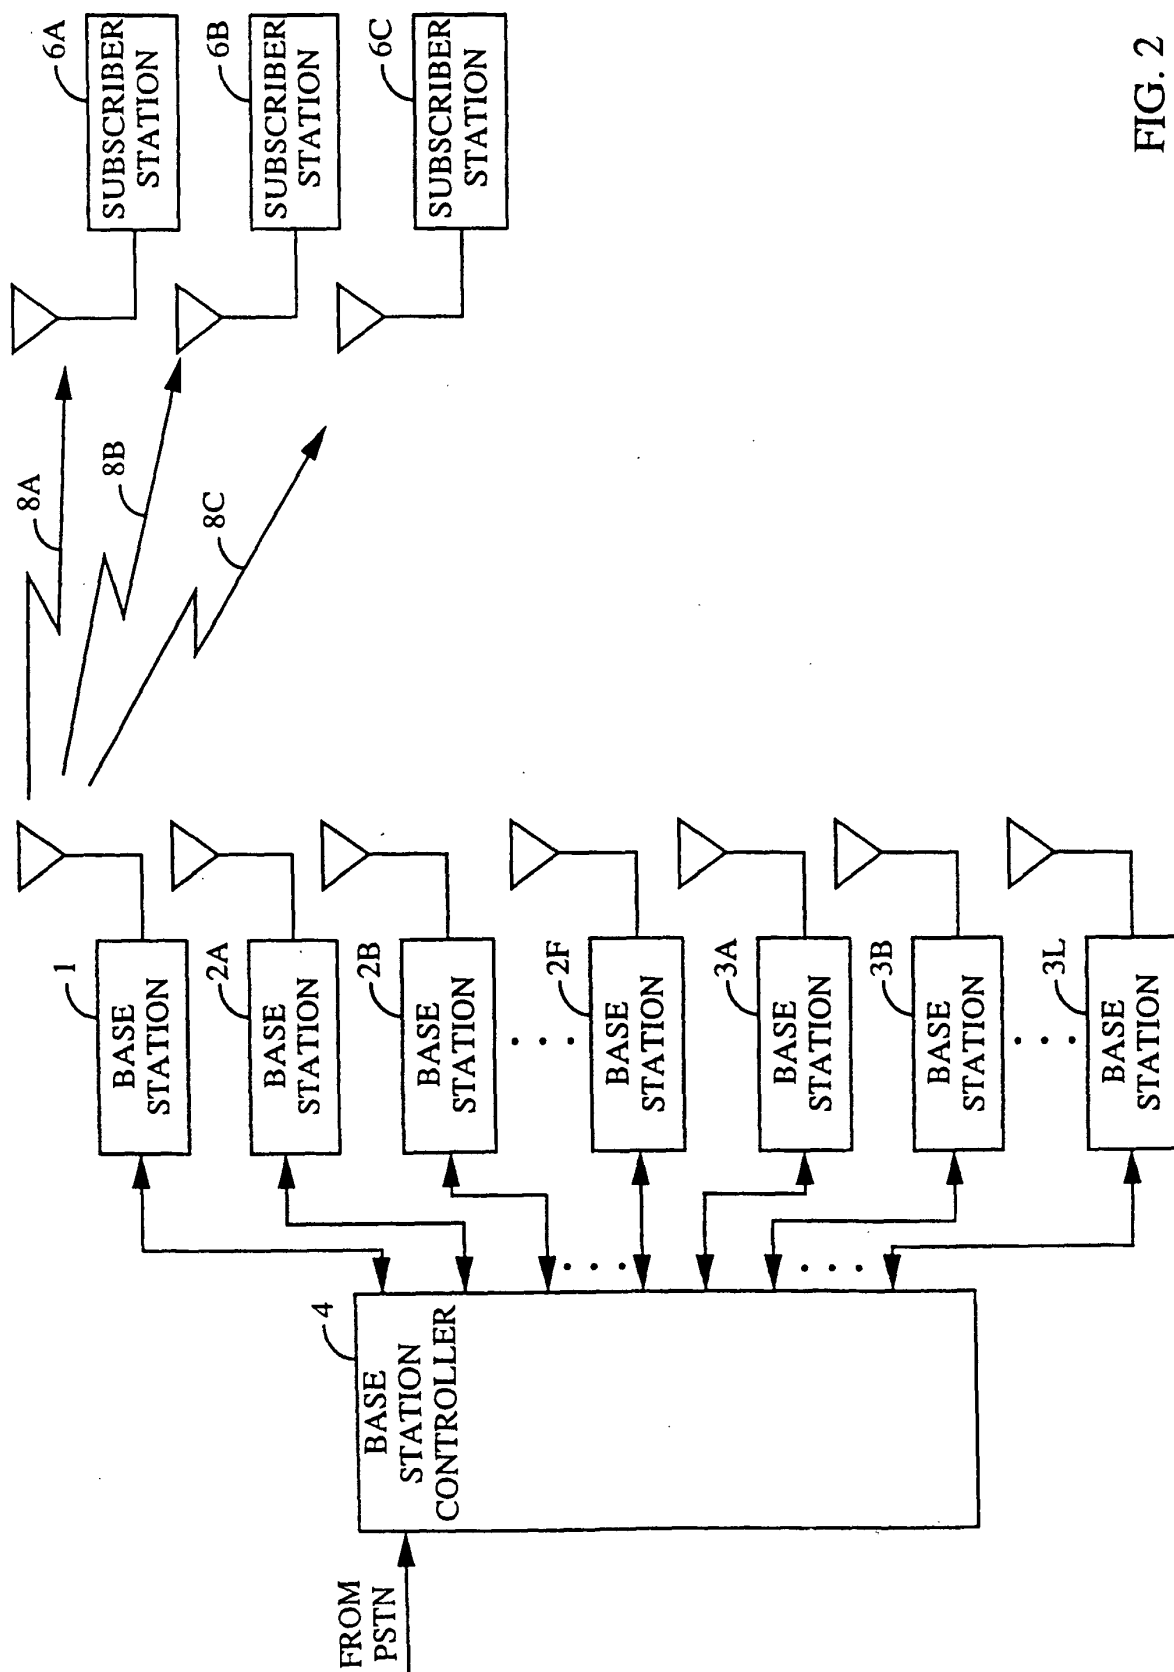 FROM
PSTN
4
BASE
STATION
CONTROLLER
1
BASE
STATION
2A
BASE
STATION
2B
BASE
STATION
2F
BASE
STATION
3A
BASE
STATION
3B
BASE
STATION
3L
BASE
STATION
8A
8B
8C
6A
SUBSCRIBER
STATION
6B
SUBSCRIBER
STATION
6C
SUBSCRIBER
STATION
FIG. 2